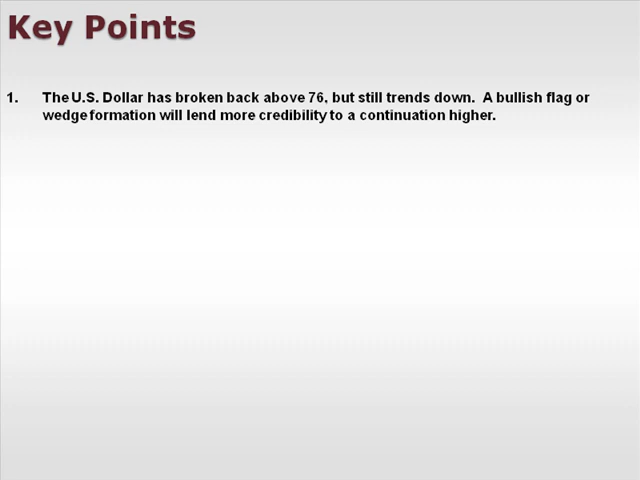 Key Points
1. The U.S. Dollar has broken back above 76, but still trends down.  A bullish flag or
wedge formation will lend more credibility to a continuation higher.